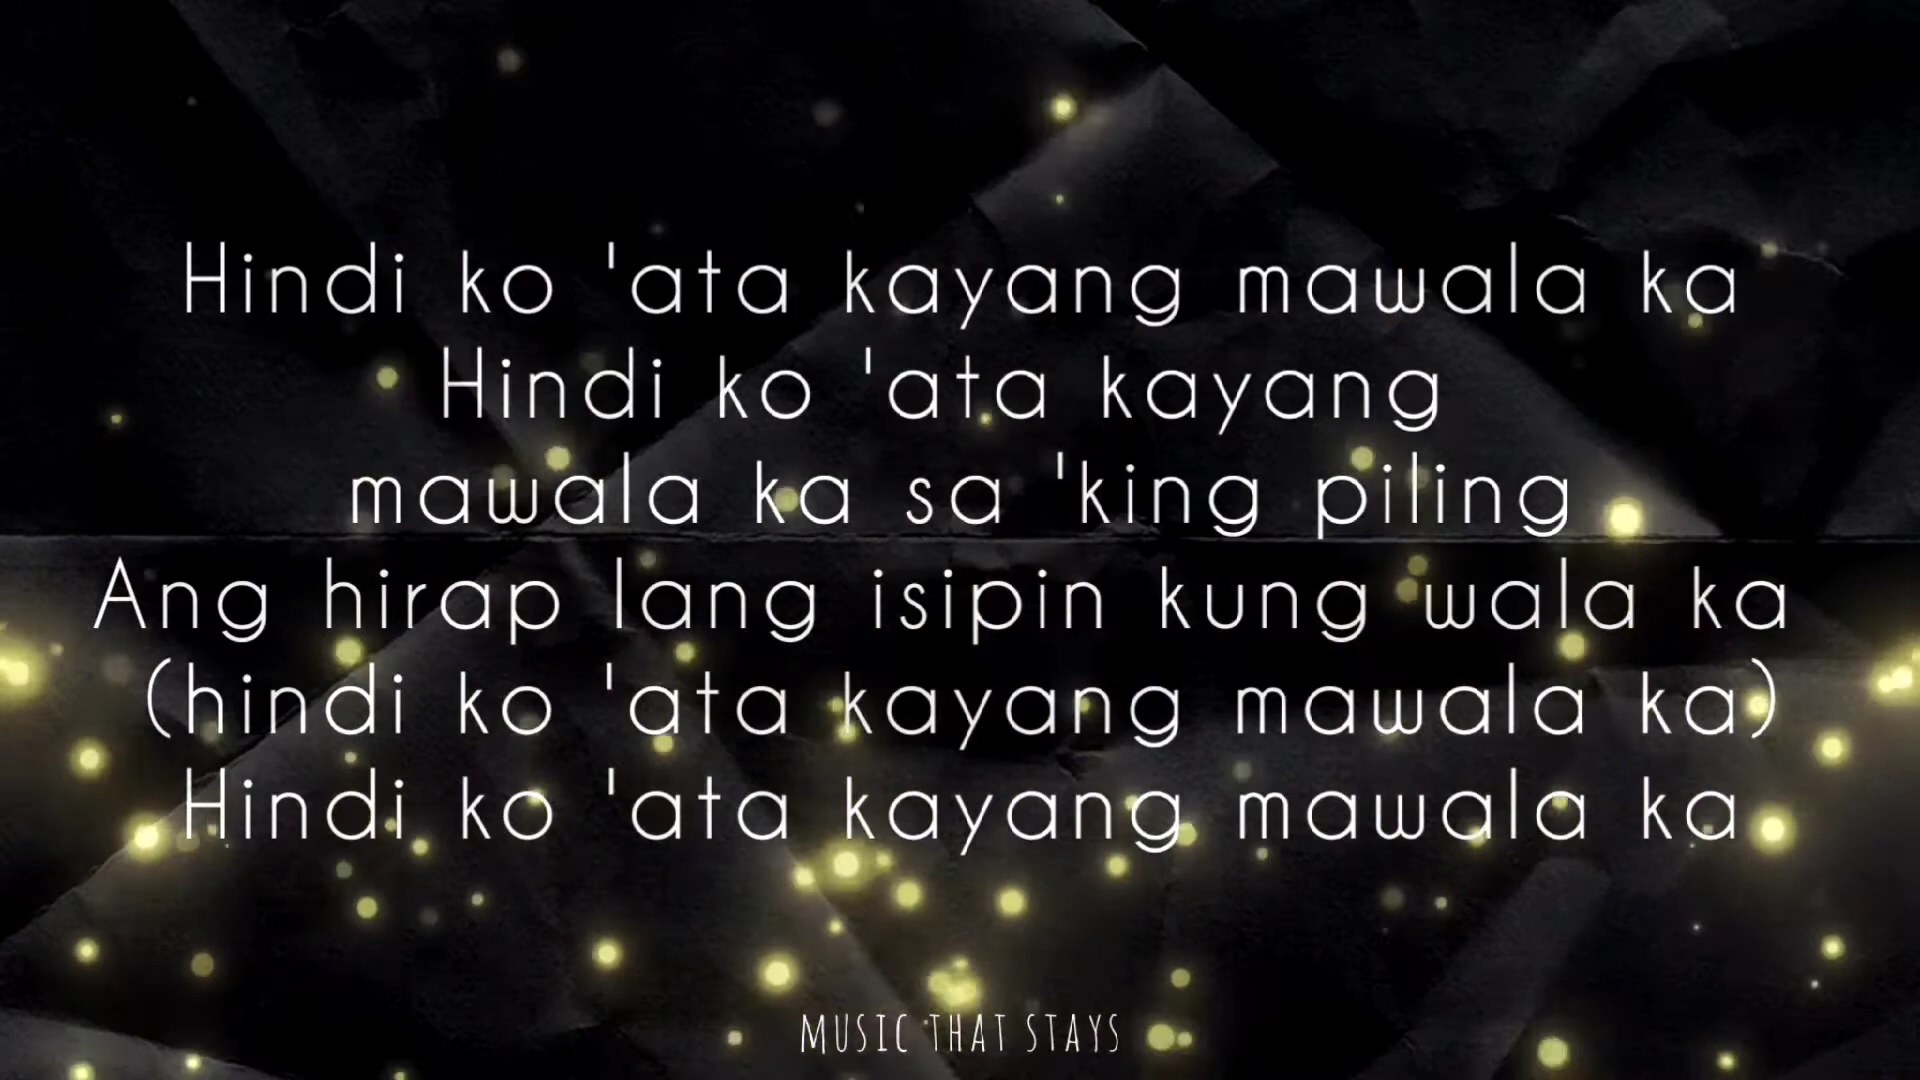 Hindi ko 'ata kayang mawala ka
Hindi ko 'ata kayang
mawala ka sa 'king piling
Ang hirap lang isipin kung wala ka
(hindi ko 'ata kayang mawala ka)
Hindi ko 'ata kayang mawala ka
MUSIC THAT STAYS